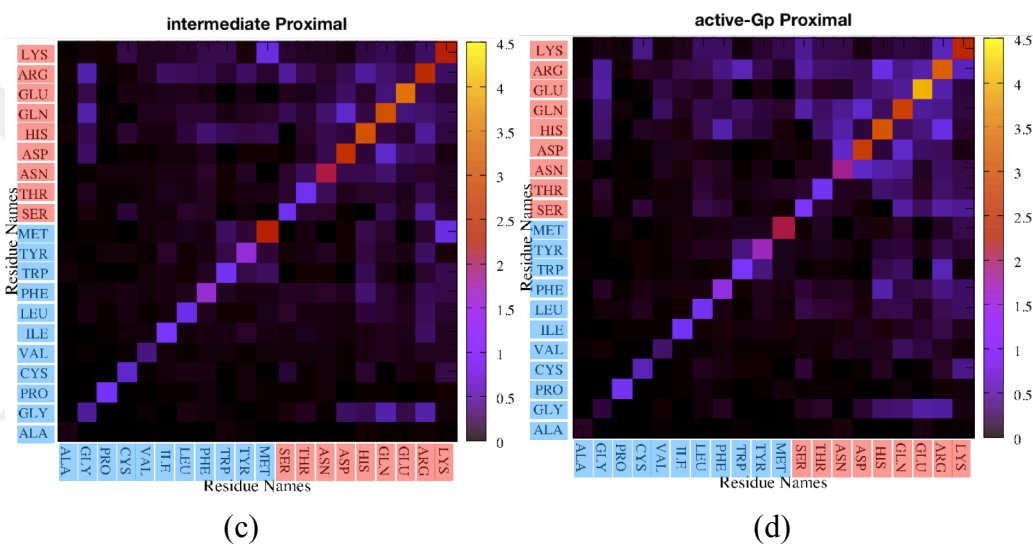 intermediate Proximal
LYS
ARG
GLU
GLN
HIS
ASP
ASN
THR
SER
MET
TYR
TRP
PHE
LEU
ILE
VAL
CYS
PRO
GLY
ALA
Residue Names
ALA GLY PRO CYS VAL ILE LEU PHE TRP TYR MET SER THR ASN ASP HIS GLN GLU ARG LYS
Residue Names
4.5
4
3.5
3
2.5
2
1.5
1
0.5
0
(c)
active-Gp Proximal
LYS
ARG
GLU
GLN
HIS
ASP
ASN
THR
SER
MET
TYR
TRP
PHE
LEU
ILE
VAL
CYS
PRO
GLY
ALA
Residue Names
ALA GLY PRO CYS VAL ILE LEU PHE TRP TYR MET SER THR ASN ASP HIS GLN GLU ARG LYS
Residue Names
4.5
4
3.5
3
2.5
2
1.5
1
0.5
0
(d)